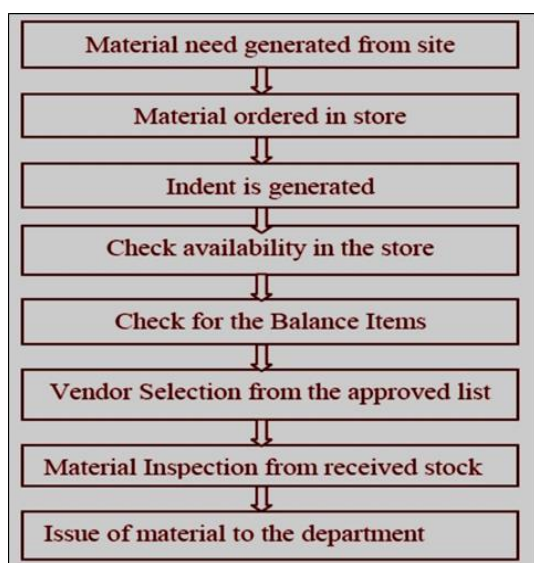 Material need generated from site
Material ordered in store
Indent is generated
Check availability in the store
Check for the Balance Items
Vendor Selection from the approved list
Material Inspection from received stock
Issue of material to the department